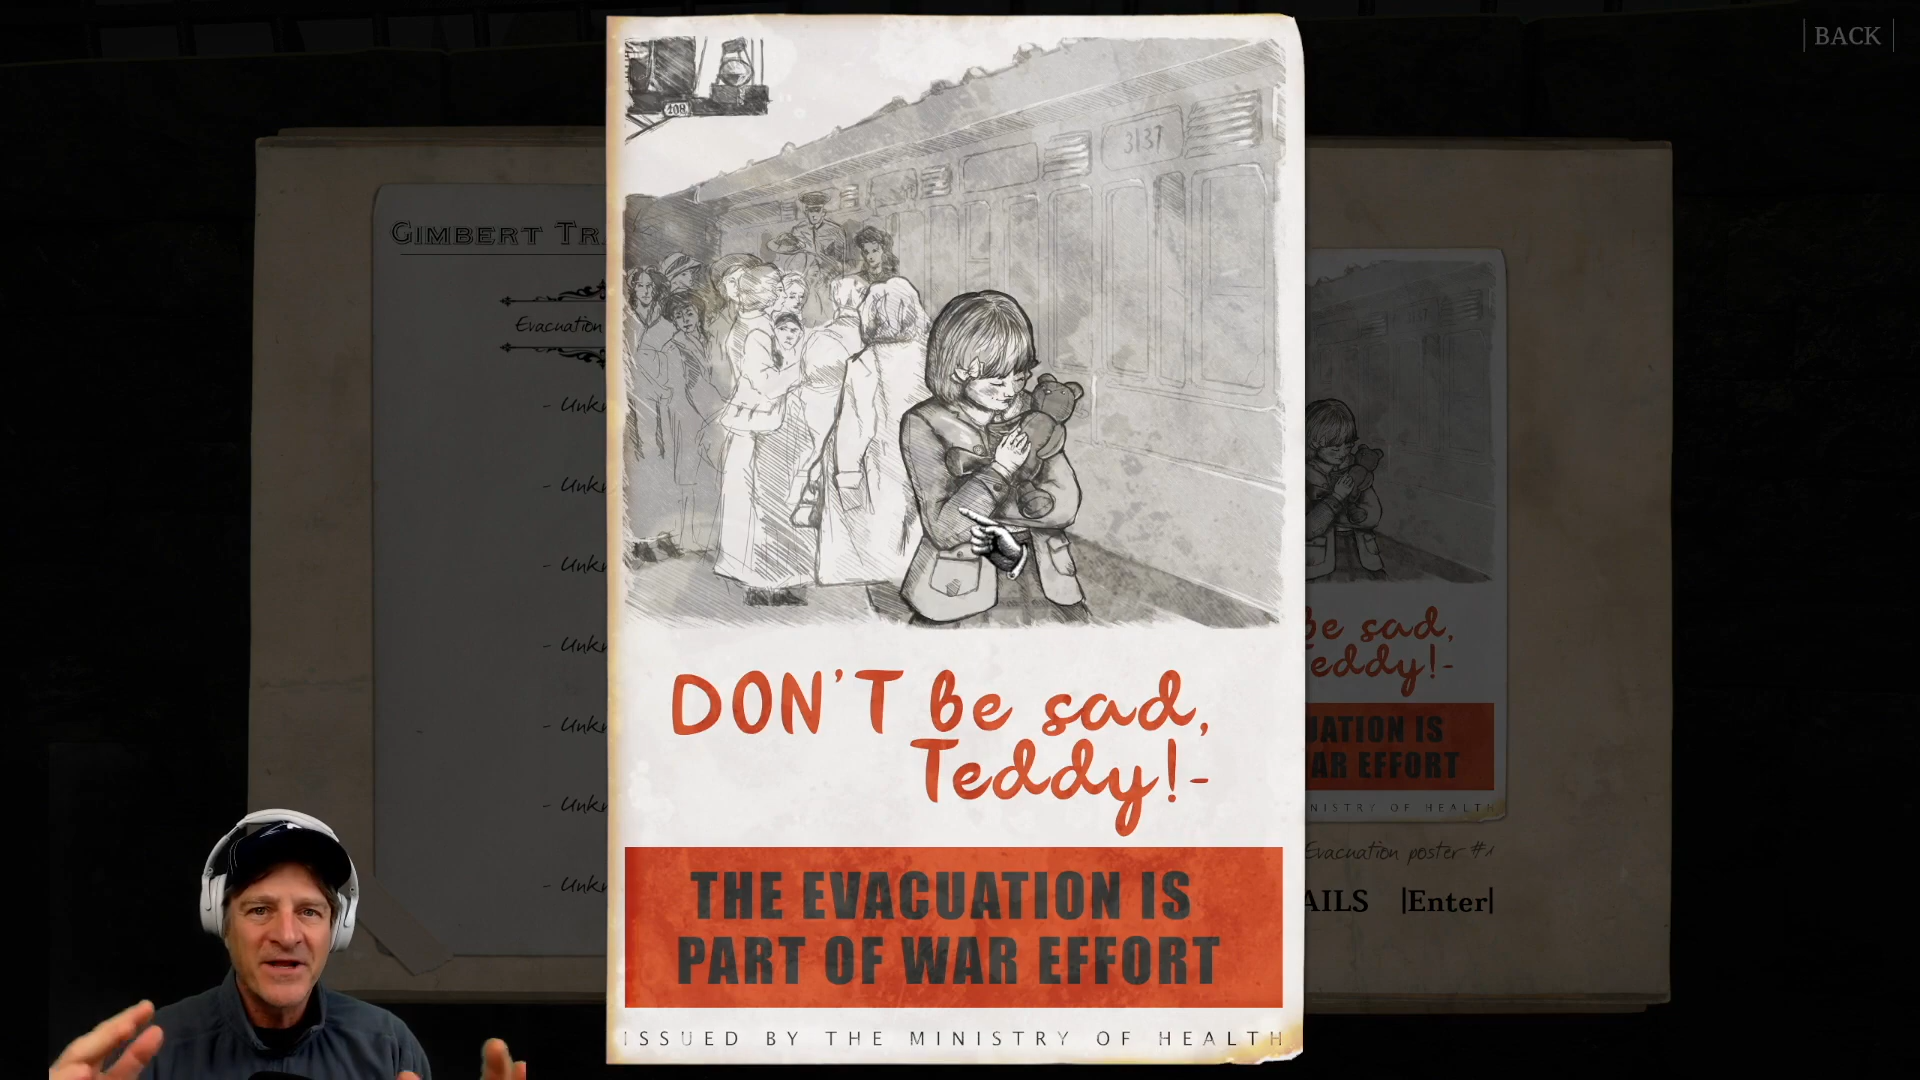 BACK
408
3137
GIMBERT TR
Evacuation
- Unk
- Unk
- Unk
- Unk
- Unk
- Unk
- Unk
DON'T Be sad,
Teddy!-
THE EVACUATION IS
PART OF WAR EFFORT
ISSUED BY THE MINISTRY OF HEALTH
Be sad,
Teddy!-
UATION IS
AR EFFORT
NISTRY OF HEALTH
Evacuation poster #1
AILS |Enter|